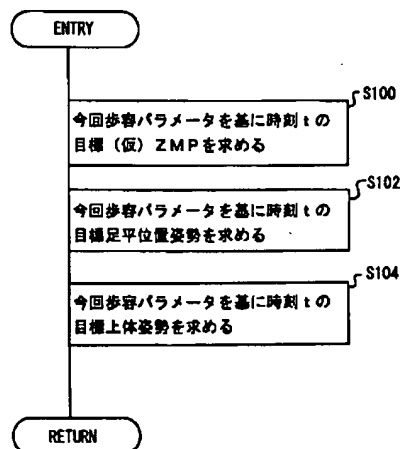 ENTRY
S100
今回歩容パラメータを基に時刻tの
目標(仮)ZMPを求める
S102
今回歩容パラメータを基に時刻tの
目標足平位置姿勢を求める
S104
今回歩容パラメータを基に時刻tの
目標上体姿勢を求める
RETURN